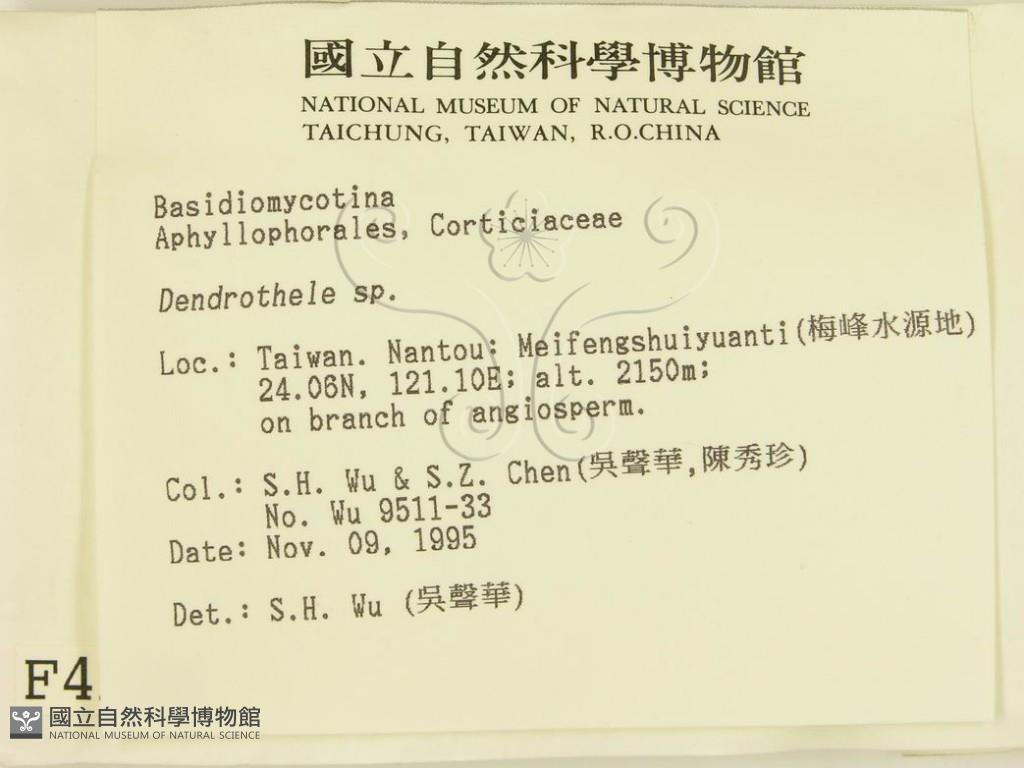 國立自然科學博物館
NATIONAL MUSEUM OF NATURAL SCIENCE
TAICHUNG, TAIWAN, R.O.CHINA
Basidiomycotina
Aphyllophorales, Corticiaceae
Dendrothele sp.
Loc.: Taiwan. Nantou: Meifengshuiyuanti(梅峰水源地)
24.06N, 121.10E; alt. 2150m;
on branch of angiosperm.
Col.: S.H. Wu & S.Z. Chen(吳聲華,陳秀珍)
No. Wu 9511-33
Date: Nov. 09, 1995
Det.: S.H. Wu (吳聲華)
F4
國立自然科學博物館
NATIONAL MUSEUM OF NATURAL SCIENCE